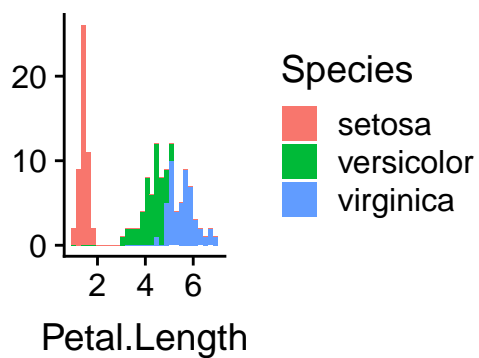 20
10
0
2 4 6
Petal.Length
Species
setosa
versicolor
virginica